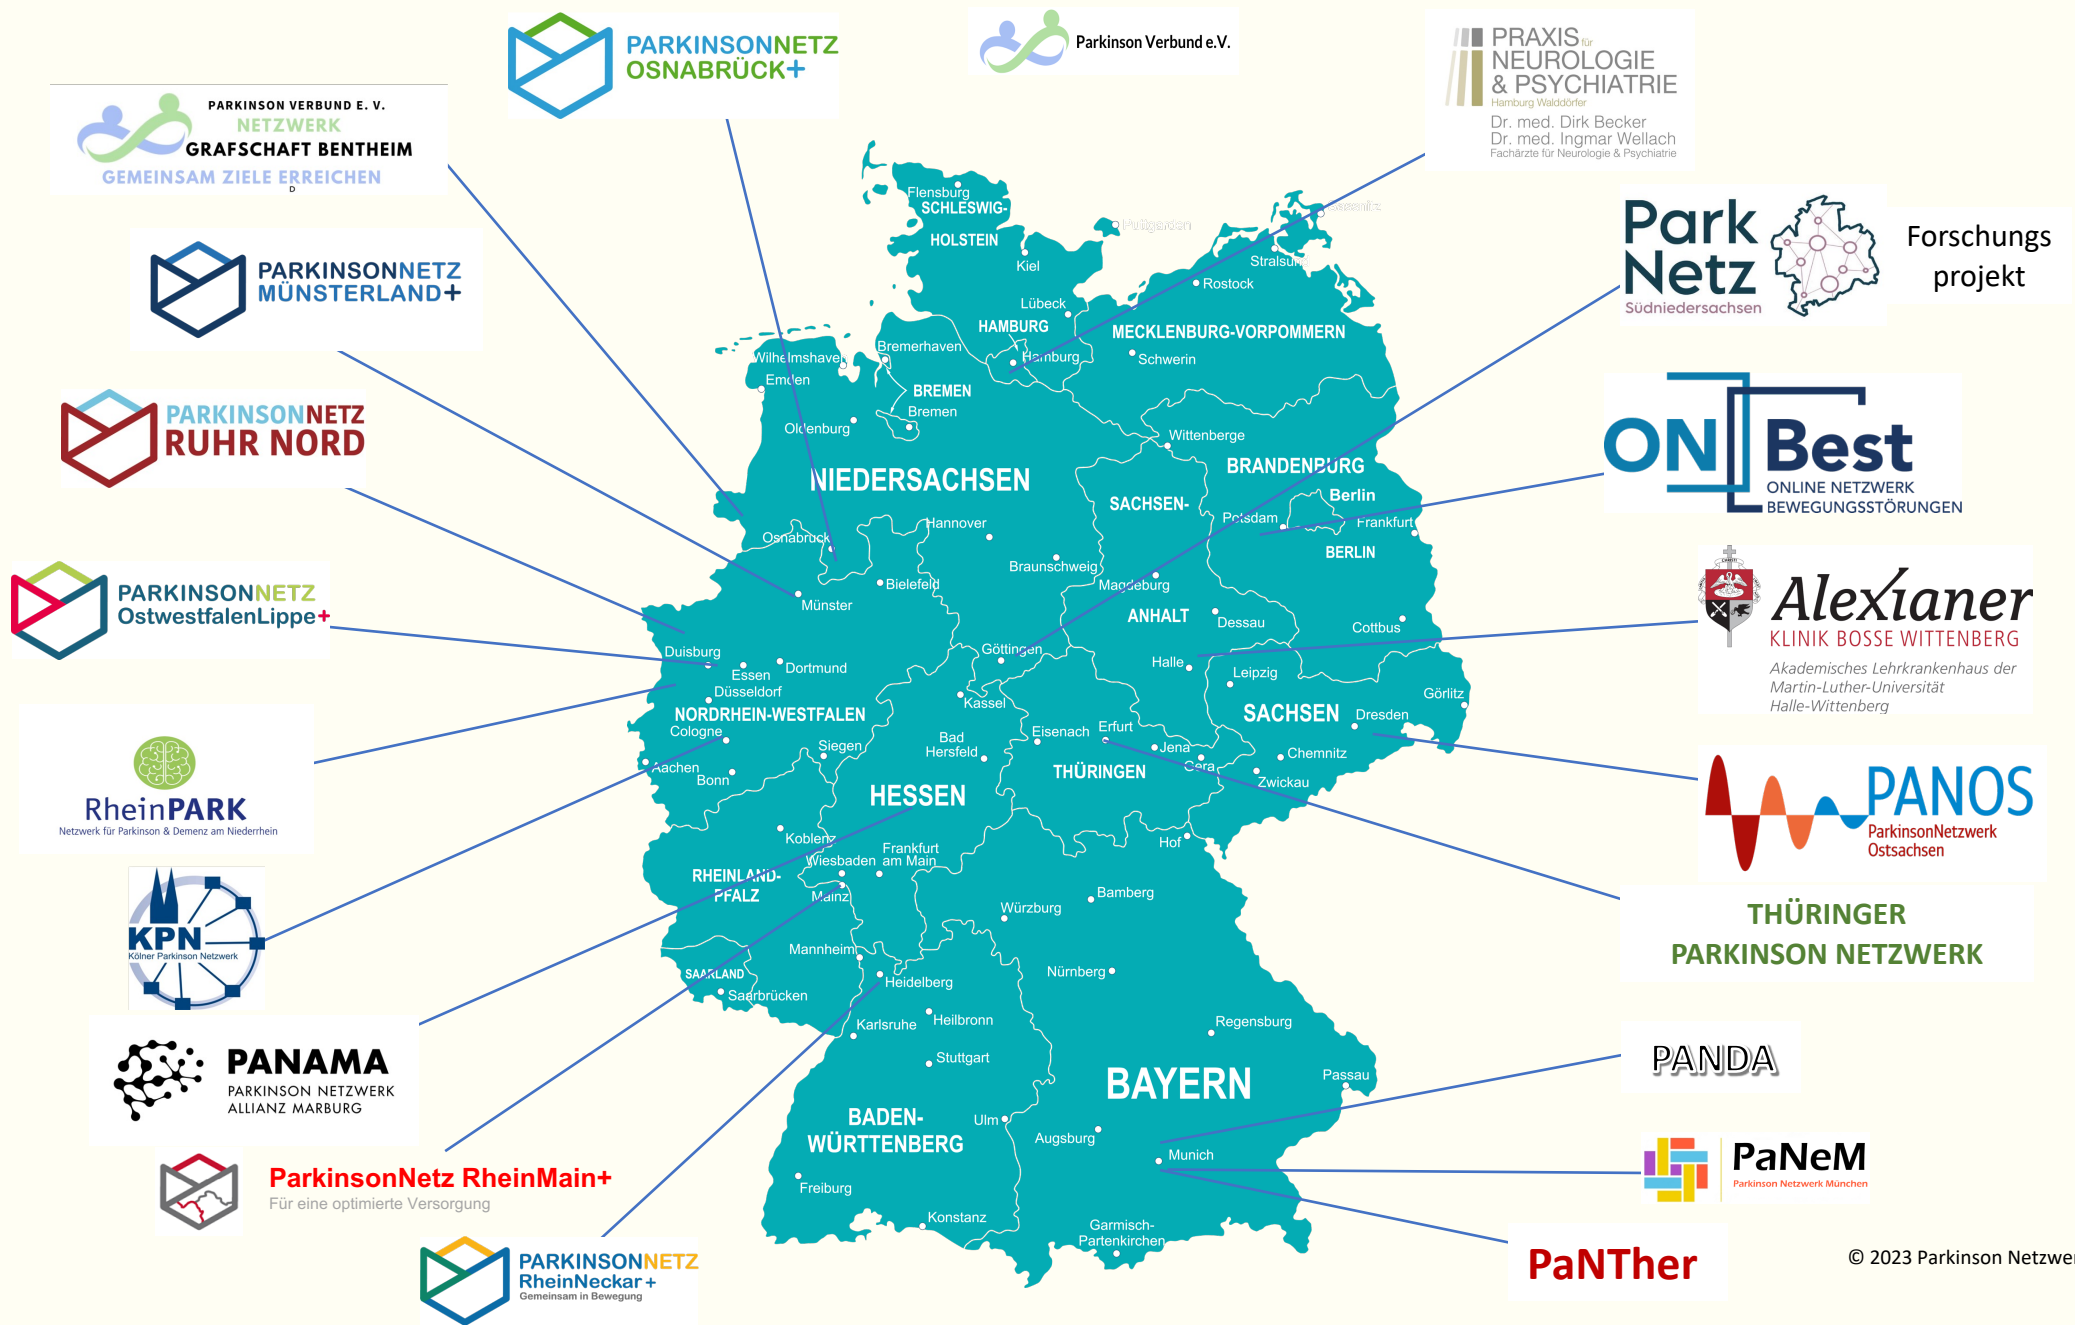 PARKINSONNETZ
OSNABRÜCK+
Parkinson Verbund e.V.
PRAXIS für
NEUROLOGIE
& PSYCHIATRIE
Hamburg Walddörfer
Dr. med. Dirk Becker
Dr. med. Ingmar Wellach
Fachärzte für Neurologie & Psychiatrie
PARKINSON VERBUND E. V.
NETZWERK
GRAFSCHAFT BENTHEIM
GEMEINSAM ZIELE ERREICHEN
D
PARKINSONNETZ
MÜNSTERLAND+
PARKINSONNETZ
RUHR NORD
PARKINSONNETZ
OstwestfalenLippe+
RheinPARK
Netzwerk für Parkinson & Demenz am Niederrhein
KPN
Kölner Parkinson Netzwerk
PANAMA
PARKINSON NETZWERK
ALLIANZ MARBURG
ParkinsonNetz RheinMain+
Für eine optimierte Versorgung
PARKINSONNETZ
RheinNeckar+
Gemeinsam in Bewegung
Park
Netz
Südniedersachsen
Forschungs
projekt
ON Best
ONLINE NETZWERK
BEWEGUNGSSTÖRUNGEN
Alexianer
KLINIK BOSSE WITTENBERG
Akademisches Lehrkrankenhaus der
Martin-Luther-Universität
Halle-Wittenberg
PANOS
ParkinsonNetzwerk
Ostsachsen
THÜRINGER
PARKINSON NETZWERK
PANDA
PaNeM
Parkinson Netzwerk München
PaNTher
© 2023 Parkinson Netzwer
Flensburg
SCHLESWIG-
HOLSTEIN
Puttgarden
Sassnitz
Kiel
Stralsund
Rostock
Lübeck
HAMBURG
Hamburg
MECKLENBURG-VORPOMMERN
Schwerin
Wilhelmshaven
Bremerhaven
Emden
BREMEN
Bremen
Oldenburg
Wittenberge
NIEDERSACHSEN
BRANDENBURG
SACHSEN-
Berlin
Potsdam
Frankfurt
BERLIN
Hannover
Osnabrück
Braunschweig
Bielefeld
Magdeburg
Münster
ANHALT
Dessau
Cottbus
Duisburg
Essen
Dortmund
Göttingen
Halle
Leipzig
Düsseldorf
Kassel
Görlitz
NORDRHEIN-WESTFALEN
SACHSEN
Dresden
Cologne
Siegen
Bad
Hersfeld
Eisenach
Erfurt
Jena
Gera
Chemnitz
Zwickau
Aachen
Bonn
THÜRINGEN
HESSEN
Koblenz
Hof
Wiesbaden
Frankfurt
am Main
RHEINLAND-
PFALZ
Mainz
Bamberg
Würzburg
Mannheim
Nürnberg
SAARLAND
Saarbrücken
Heidelberg
Karlsruhe
Heilbronn
Regensburg
Stuttgart
BAYERN
Passau
BADEN-
WÜRTTENBERG
Ulm
Augsburg
Munich
Freiburg
Konstanz
Garmisch-
Partenkirchen